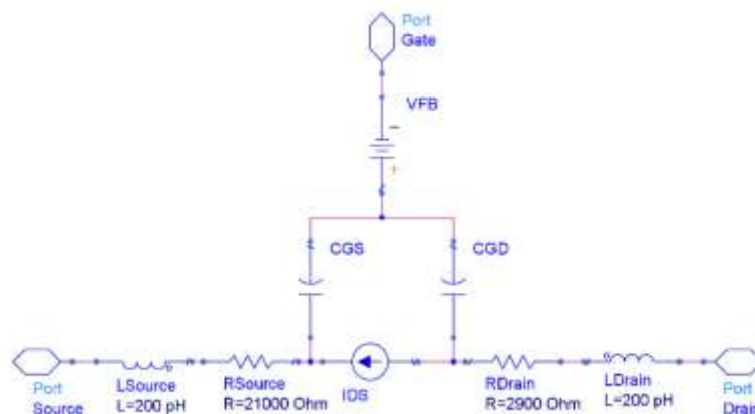 Port
Gate
VFB
-
+
CGS
CGD
Port
Source
LSource
L=200 pH
RSource
R=21000 Ohm
IDS
RDrain
R=2900 Ohm
LDrain
L=200 pH
Port
Drain